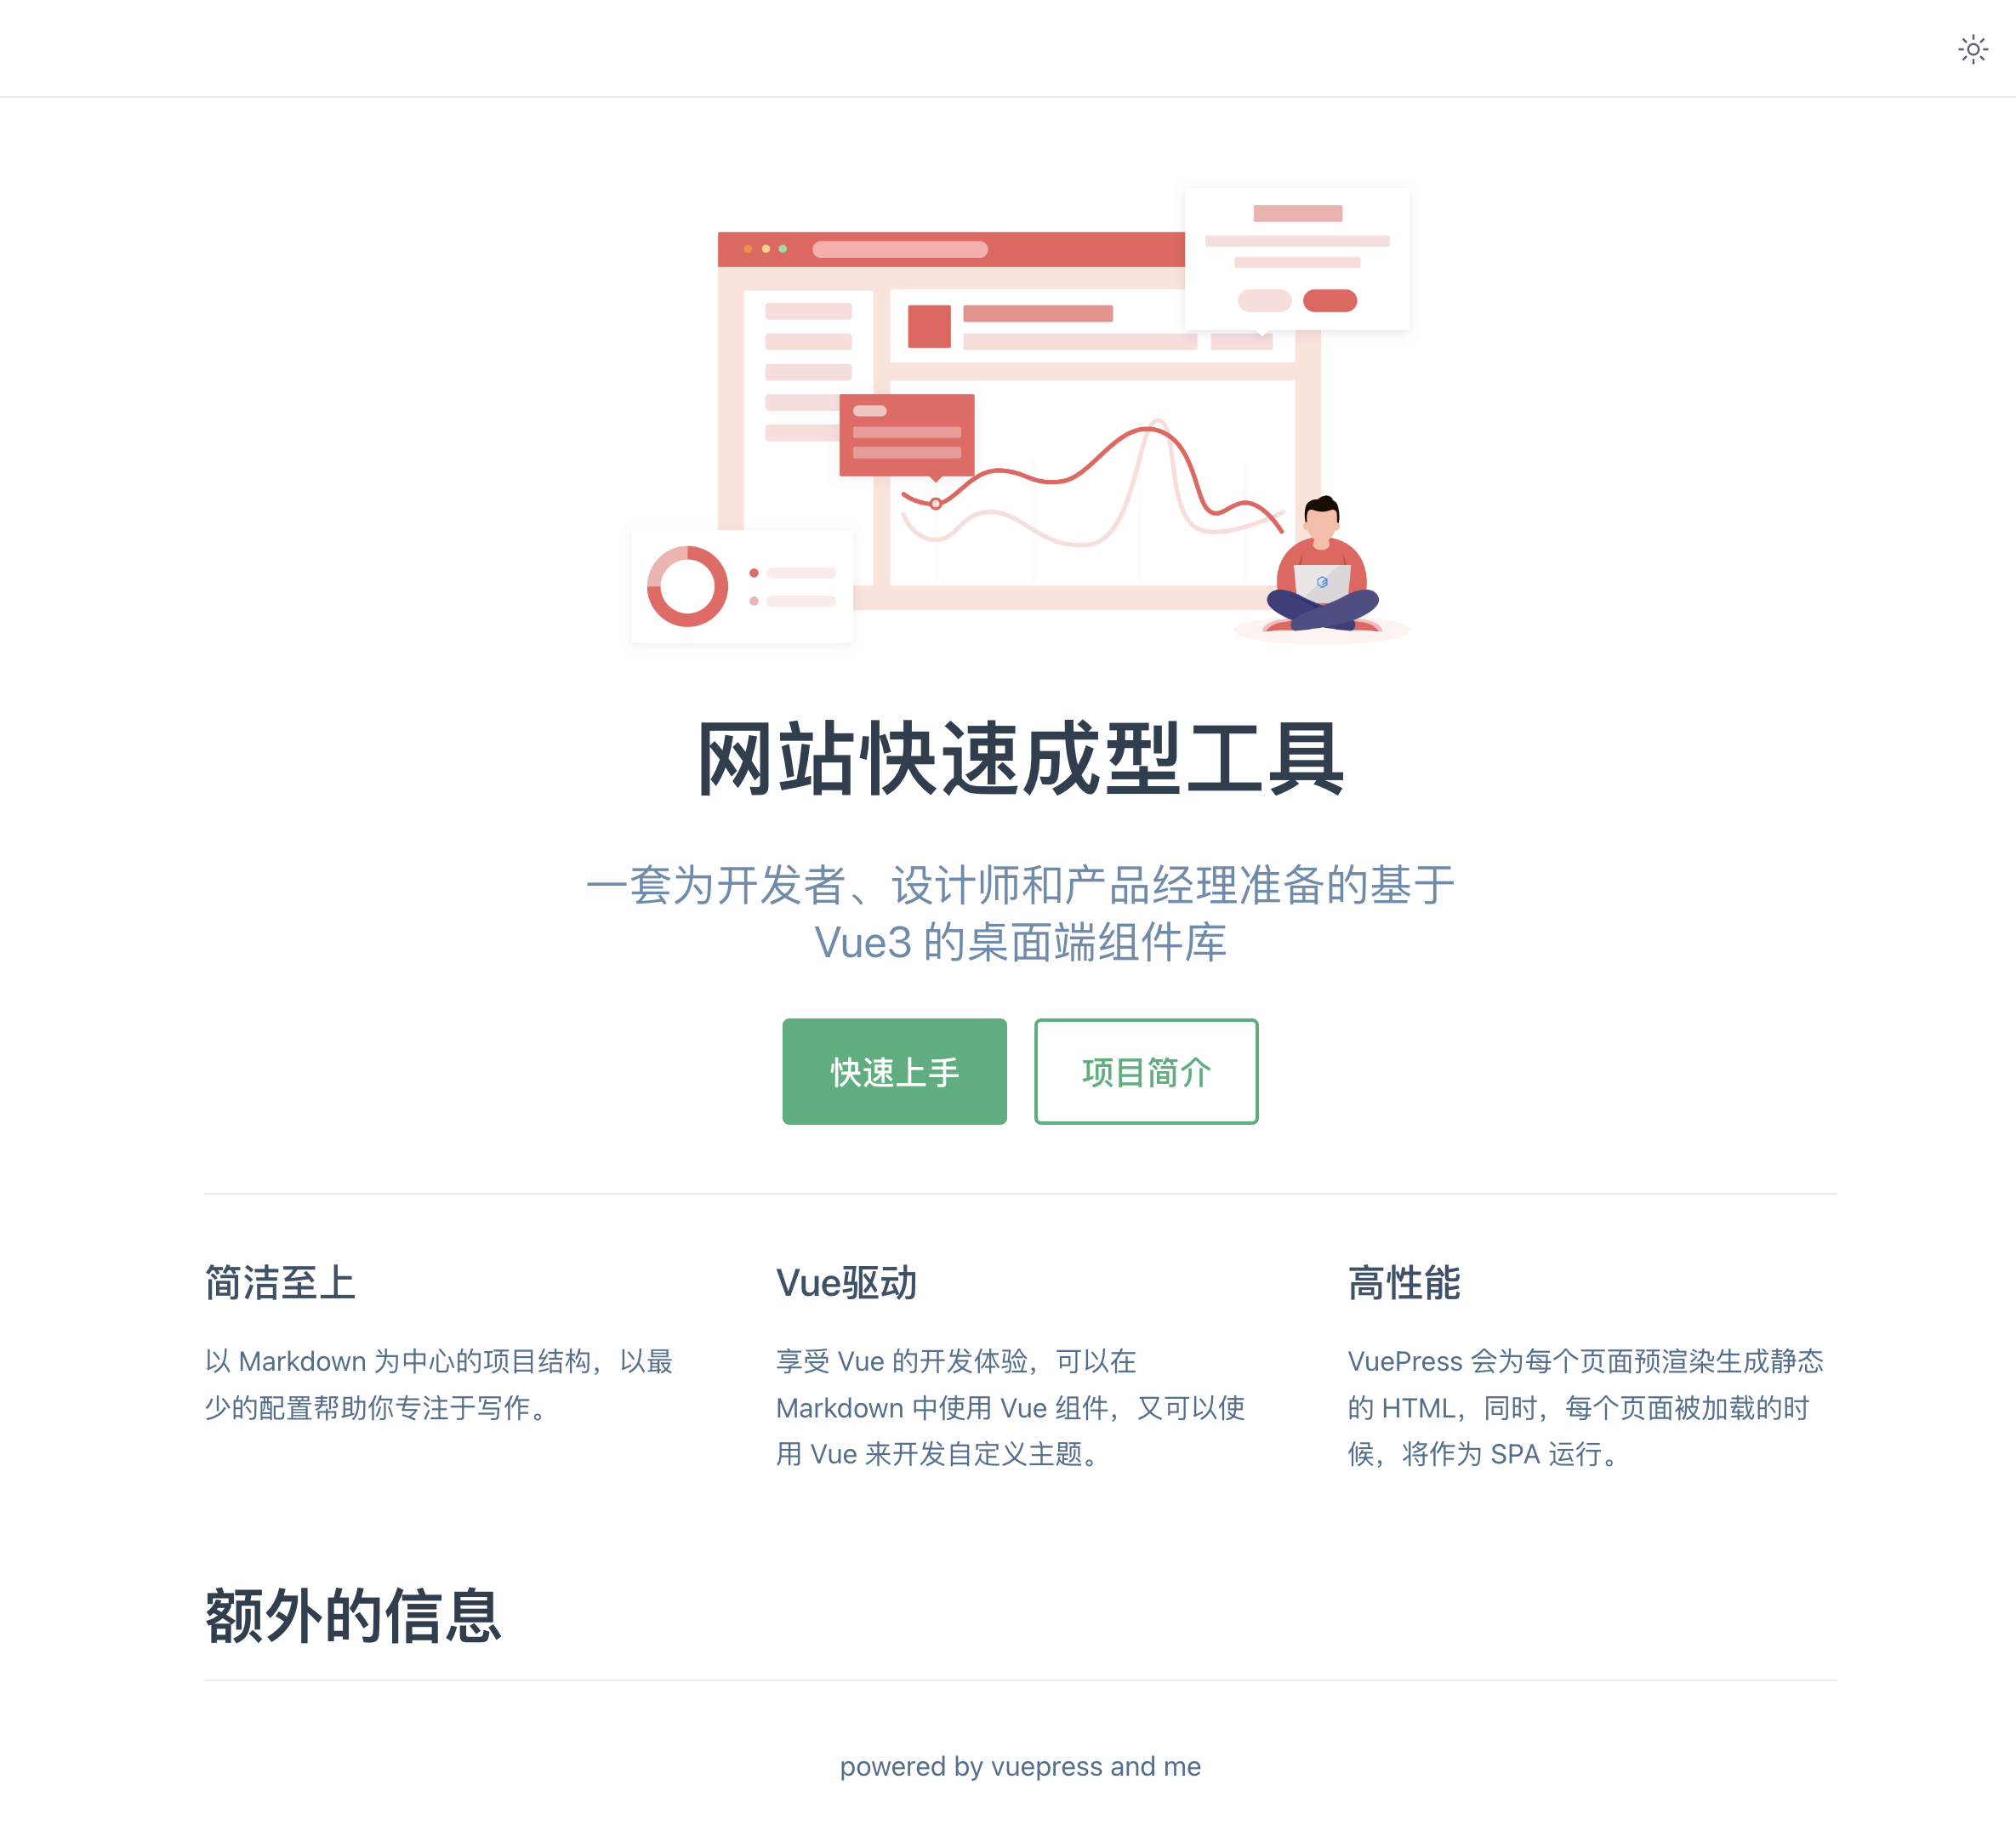 网站快速成型工具
一套为开发者、设计师和产品经理准备的基于
Vue3 的桌面端组件库
快速上手
项目简介
简洁至上
以 Markdown 为中心的项目结构，以最
少的配置帮助你专注于写作。
Vue驱动
享受 Vue 的开发体验，可以在
Markdown 中使用 Vue 组件，又可以使
用 Vue 来开发自定义主题。
高性能
VuePress 会为每个页面预渲染生成静态
的 HTML，同时，每个页面被加载的时
候，将作为 SPA 运行。
额外的信息
powered by vuepress and me